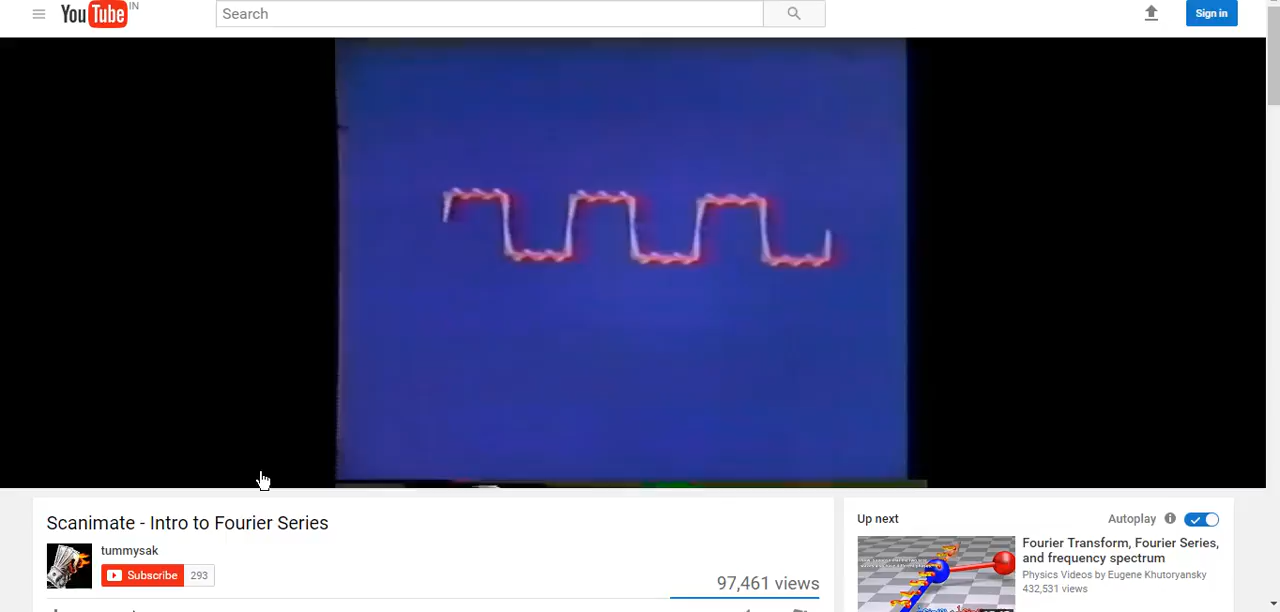 YouTube IN
Search
Sign in
Scanimate - Intro to Fourier Series
tummysak
Subscribe 293
97,461 views
Up next
Autoplay
Fourier Transform, Fourier Series,
and frequency spectrum
Physics Videos by Eugene Khutoryansky
432,531 views